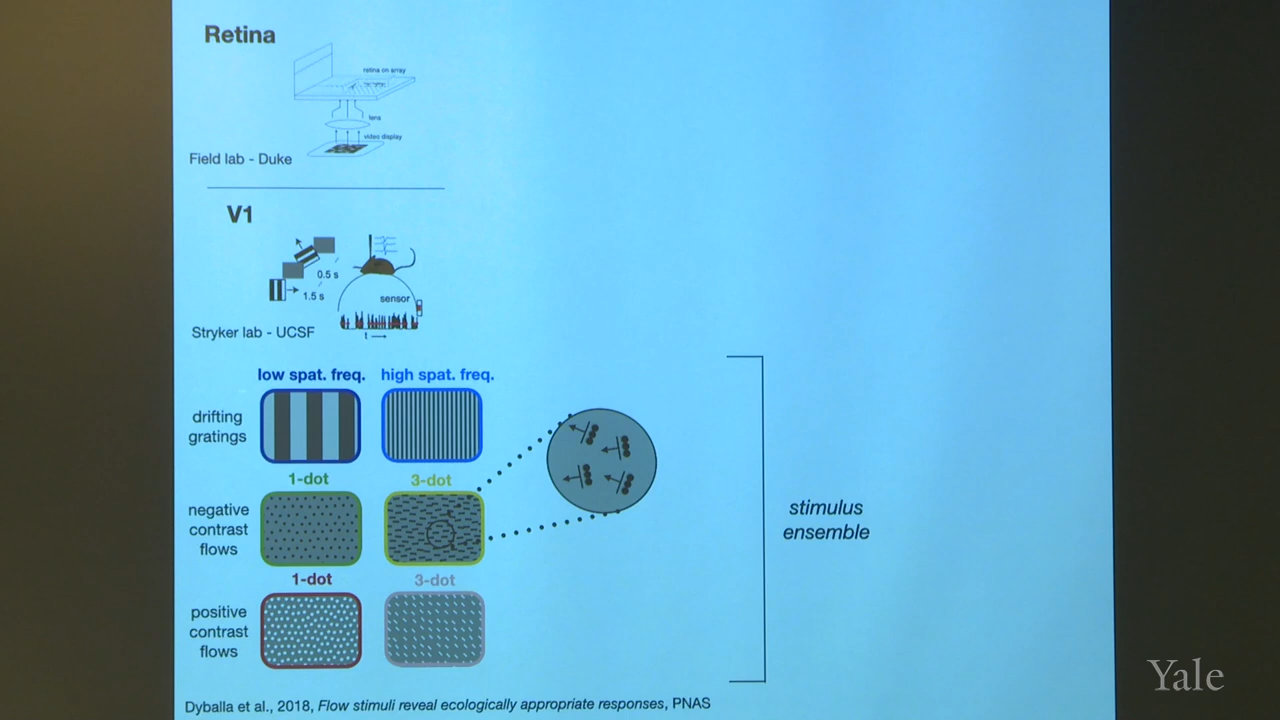 Retina
retina on array
lens
video display
Field lab - Duke
V1
0.5 s
1.5 s
sensor
t
Stryker lab - UCSF
low spat. freq.
high spat. freq.
drifting
gratings
1-dot
3-dot
negative
contrast
flows
1-dot
3-dot
positive
contrast
flows
stimulus
ensemble
Dyballa et al., 2018, Flow stimuli reveal ecologically appropriate responses, PNAS
Yale